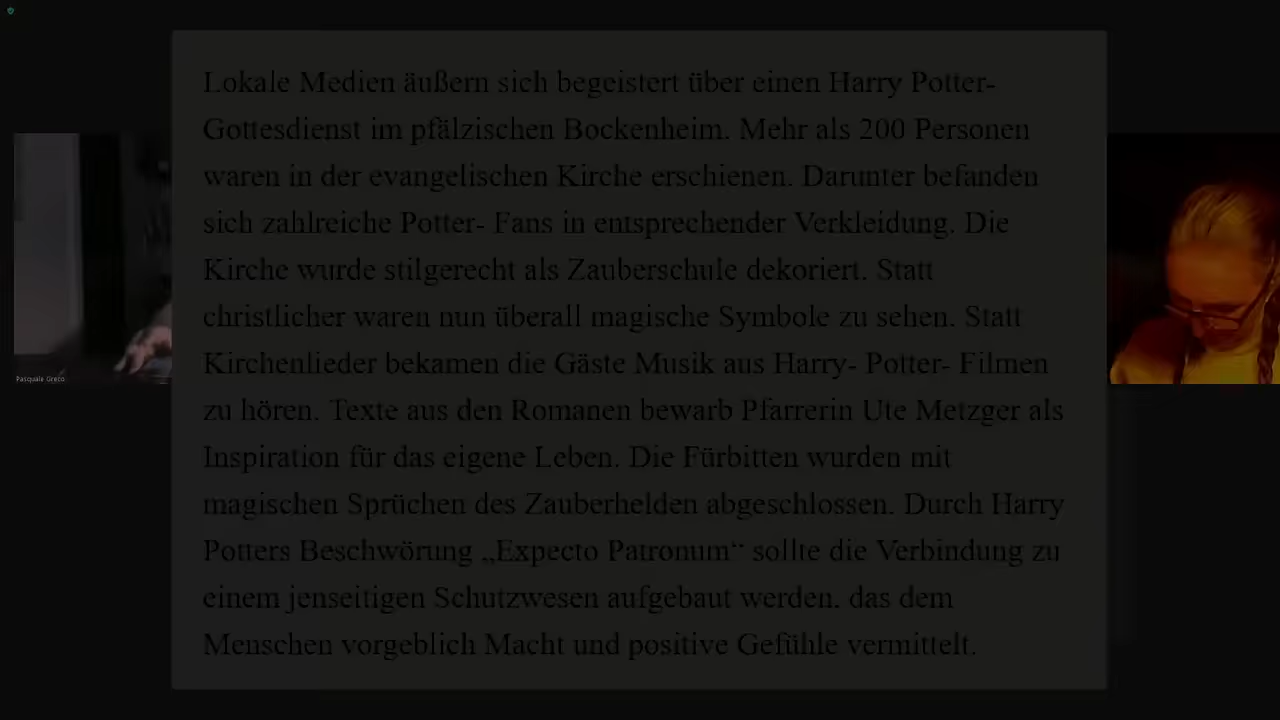 Lokale Medien äußern sich begeistert über einen Harry Potter-
Gottesdienst im pfälzischen Bockenheim. Mehr als 200 Personen
waren in der evangelischen Kirche erschienen. Darunter befanden
sich zahlreiche Potter- Fans in entsprechender Verkleidung. Die
Kirche wurde stilgerecht als Zauberschule dekoriert. Statt
christlicher waren nun überall magische Symbole zu sehen. Statt
Kirchenlieder bekamen die Gäste Musik aus Harry- Potter- Filmen
zu hören. Texte aus den Romanen bewarb Pfarrerin Ute Metzger als
Inspiration für das eigene Leben. Die Fürbitten wurden mit
magischen Sprüchen des Zauberhelden abgeschlossen. Durch Harry
Potters Beschwörung „Expecto Patronum“ sollte die Verbindung zu
einem jenseitigen Schutzwesen aufgebaut werden, das dem
Menschen vorgeblich Macht und positive Gefühle vermittelt.
Pasquale Greco